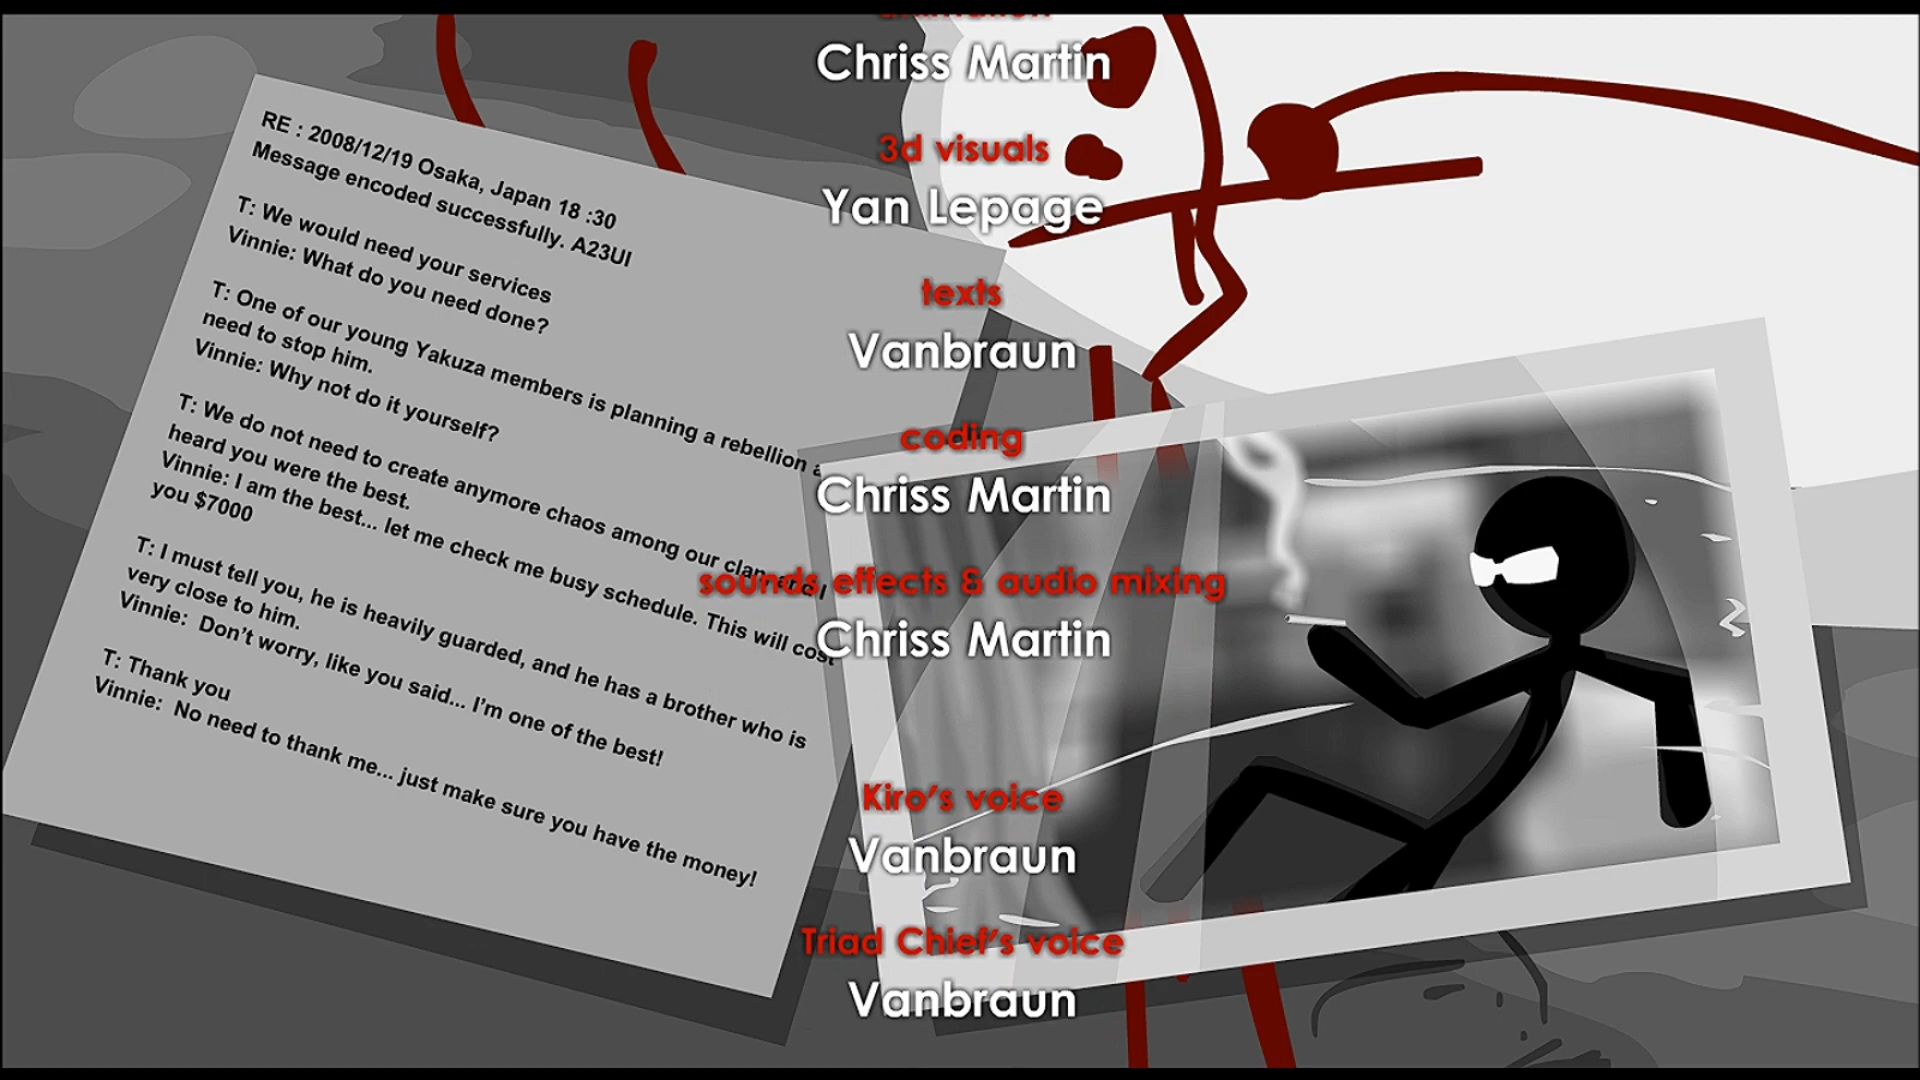 RE : 2008/12/19 Osaka, Japan 18 :30
Message encoded successfully. A23UI
T: We would need your services
Vinnie: What do you need done?
T: One of our young Yakuza members is planning a rebellion
need to stop him.
Vinnie: Why not do it yourself?
T: We do not need to create anymore chaos among our clan, and I
heard you were the best.
Vinnie: I am the best... let me check me busy schedule. This will cost
you $7000
T: I must tell you, he is heavily guarded, and he has a brother who is
very close to him.
Vinnie: Don't worry, like you said... I'm one of the best!
T: Thank you
Vinnie: No need to thank me... just make sure you have the money!
animation
Chriss Martin
3d visuals
Yan Lepage
texts
Vanbraun
coding
Chriss Martin
sounds effects & audio mixing
Chriss Martin
Kiro's voice
Vanbraun
Triad Chief's voice
Vanbraun